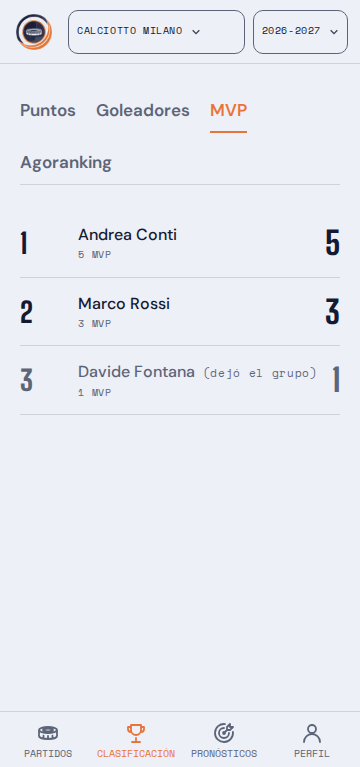 CALCIOTTO MILANO
2026-2027
Puntos
Goleadores
MVP
Agoranking
1
Andrea Conti
5 MVP
5
2
Marco Rossi
3 MVP
3
3
Davide Fontana (dejó el grupo)
1 MVP
1
PARTIDOS
CLASIFICACIÓN
PRONÓSTICOS
PERFIL